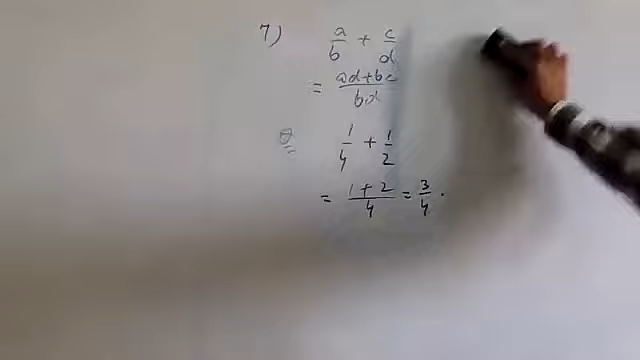 7) a/b + c/d
= ad+bc/bd
1/4 + 1/2
= 1+2/4 = 3/4 .